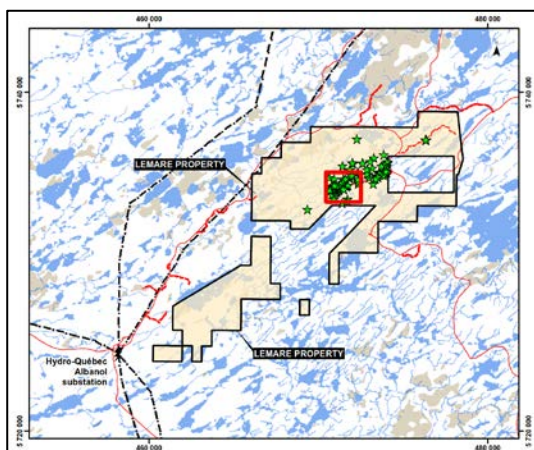 460 000
480 000
5 740 000
5 740 000
LEMARE PROPERTY
LEMARE PROPERTY
Hydro-Québec
Albanel
substation
5 720 000
5 720 000
460 000
480 000